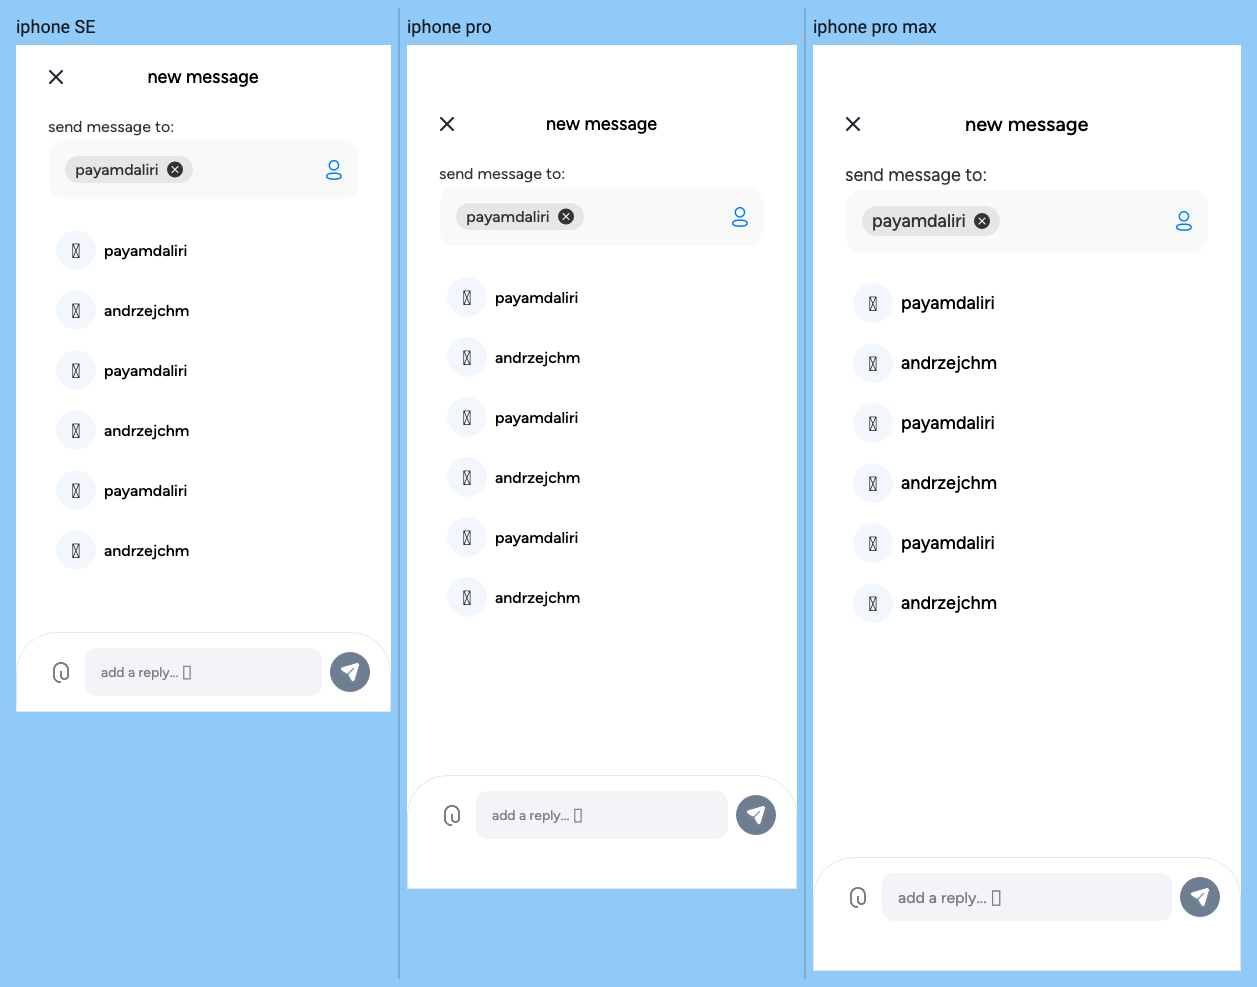 iphone SE
new message
send message to:
payamdaliri
payamdaliri
andrzejchm
payamdaliri
andrzejchm
payamdaliri
andrzejchm
add a reply...
iphone pro
new message
send message to:
payamdaliri
payamdaliri
andrzejchm
payamdaliri
andrzejchm
payamdaliri
andrzejchm
add a reply...
iphone pro max
new message
send message to:
payamdaliri
payamdaliri
andrzejchm
payamdaliri
andrzejchm
payamdaliri
andrzejchm
add a reply...